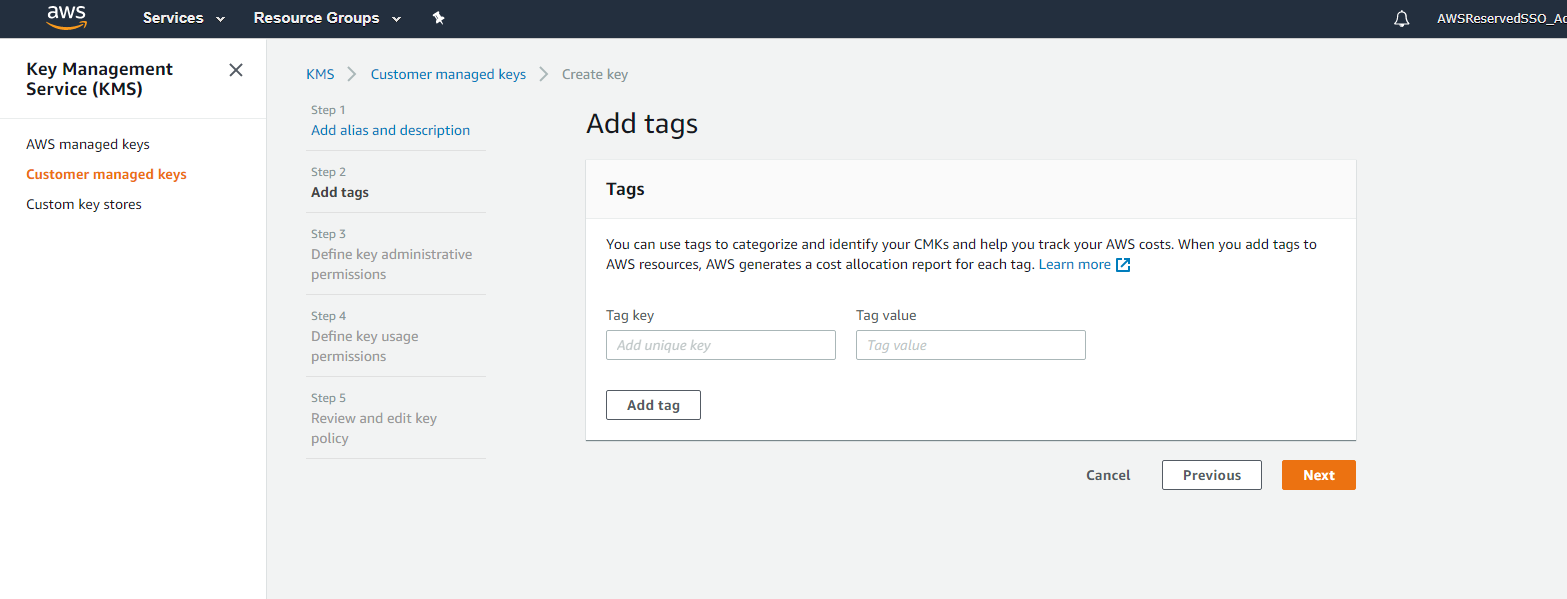 aws Services Resource Groups AWSReservedSSO_Ad
Key Management
Service (KMS)
AWS managed keys
Customer managed keys
Custom key stores
KMS Customer managed keys Create key
Step 1
Add alias and description
Step 2
Add tags
Step 3
Define key administrative
permissions
Step 4
Define key usage
permissions
Step 5
Review and edit key
policy
Add tags
Tags
You can use tags to categorize and identify your CMKs and help you track your AWS costs. When you add tags to
AWS resources, AWS generates a cost allocation report for each tag. Learn more
Tag key Tag value
Add unique key Tag value
Add tag
Cancel Previous Next